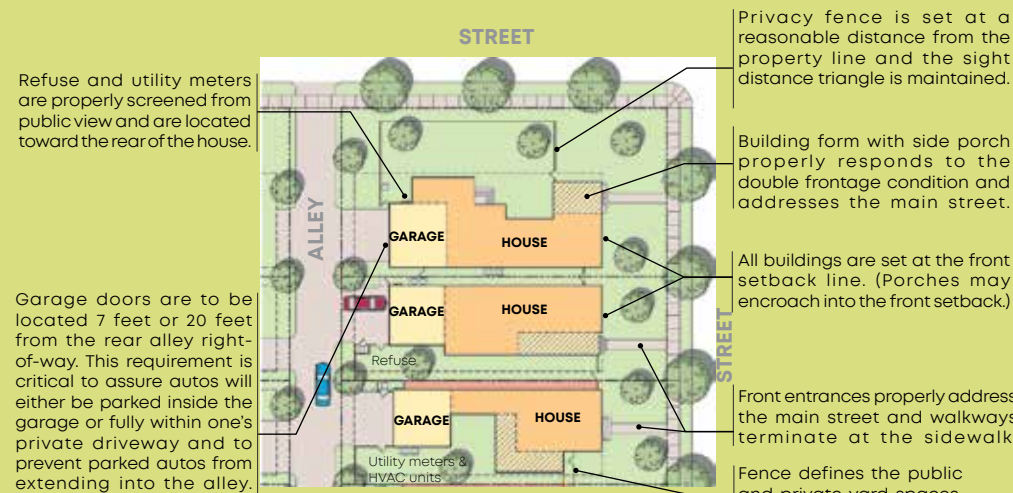 STREET
Refuse and utility meters
are properly screened from
public view and are located
toward the rear of the house.
Garage doors are to be
located 7 feet or 20 feet
from the rear alley right-
of-way. This requirement is
critical to assure autos will
either be parked inside the
garage or fully within one's
private driveway and to
prevent parked autos from
extending into the alley.
ALLEY
GARAGE
HOUSE
GARAGE
HOUSE
Refuse
GARAGE
HOUSE
Utility meters &
HVAC units
STREET
Privacy fence is set at a
reasonable distance from the
property line and the sight
distance triangle is maintained.
Building form with side porch
properly responds to the
double frontage condition and
addresses the main street.
All buildings are set at the front
setback line. (Porches may
encroach into the front setback.)
Front entrances properly address
the main street and walkways
terminate at the sidewalk
Fence defines the public
and private yard spaces